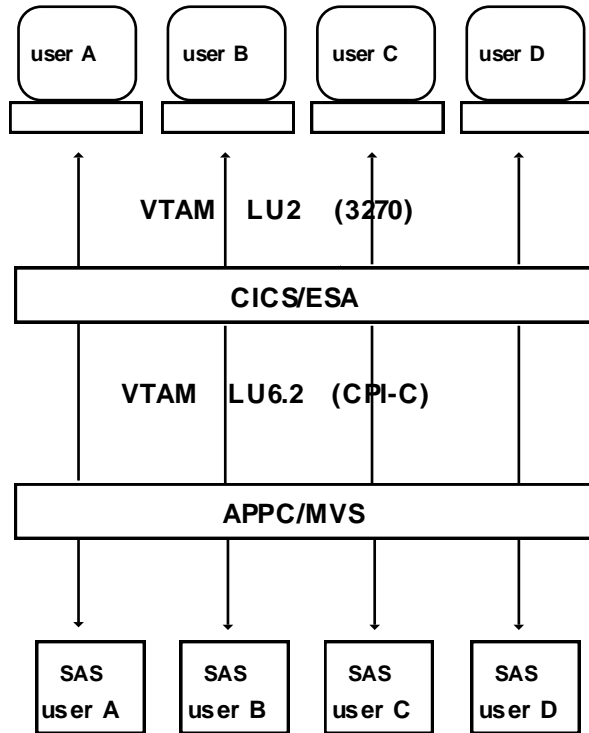 user A user B user C user D
VTAM LU2 (3270)
CICS/ESA
VTAM LU6.2 (CPI-C)
APPC/MVS
SAS SAS SAS SAS
user A user B user C user D